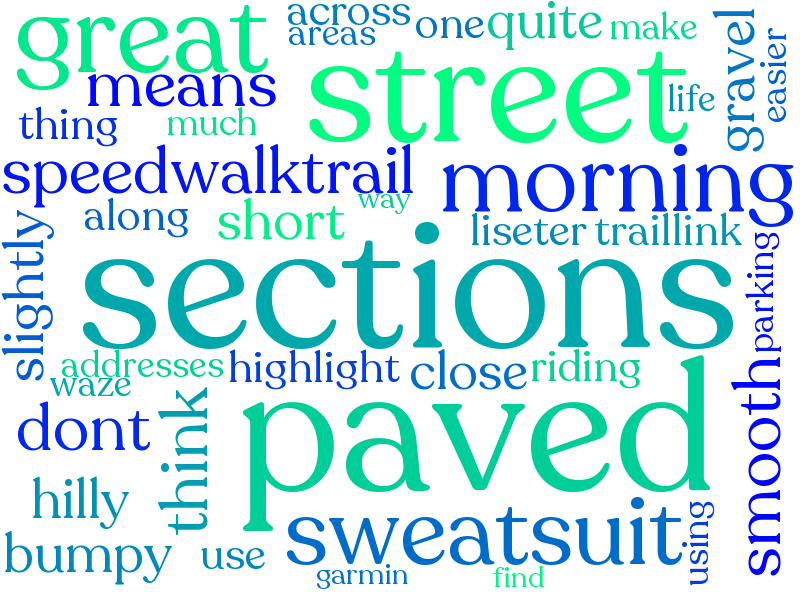 great
across
areas
one
quite
make
gravel
easier
means
street
life
thing
much
speedwalktrail
morning
way
along
short
liseter
traillink
slightly
sections
parking
addresses
waze
highlight
close
riding
smooth
dont
think
paved
hilly
sweatsuit
bumpy
use
using
garmin
find